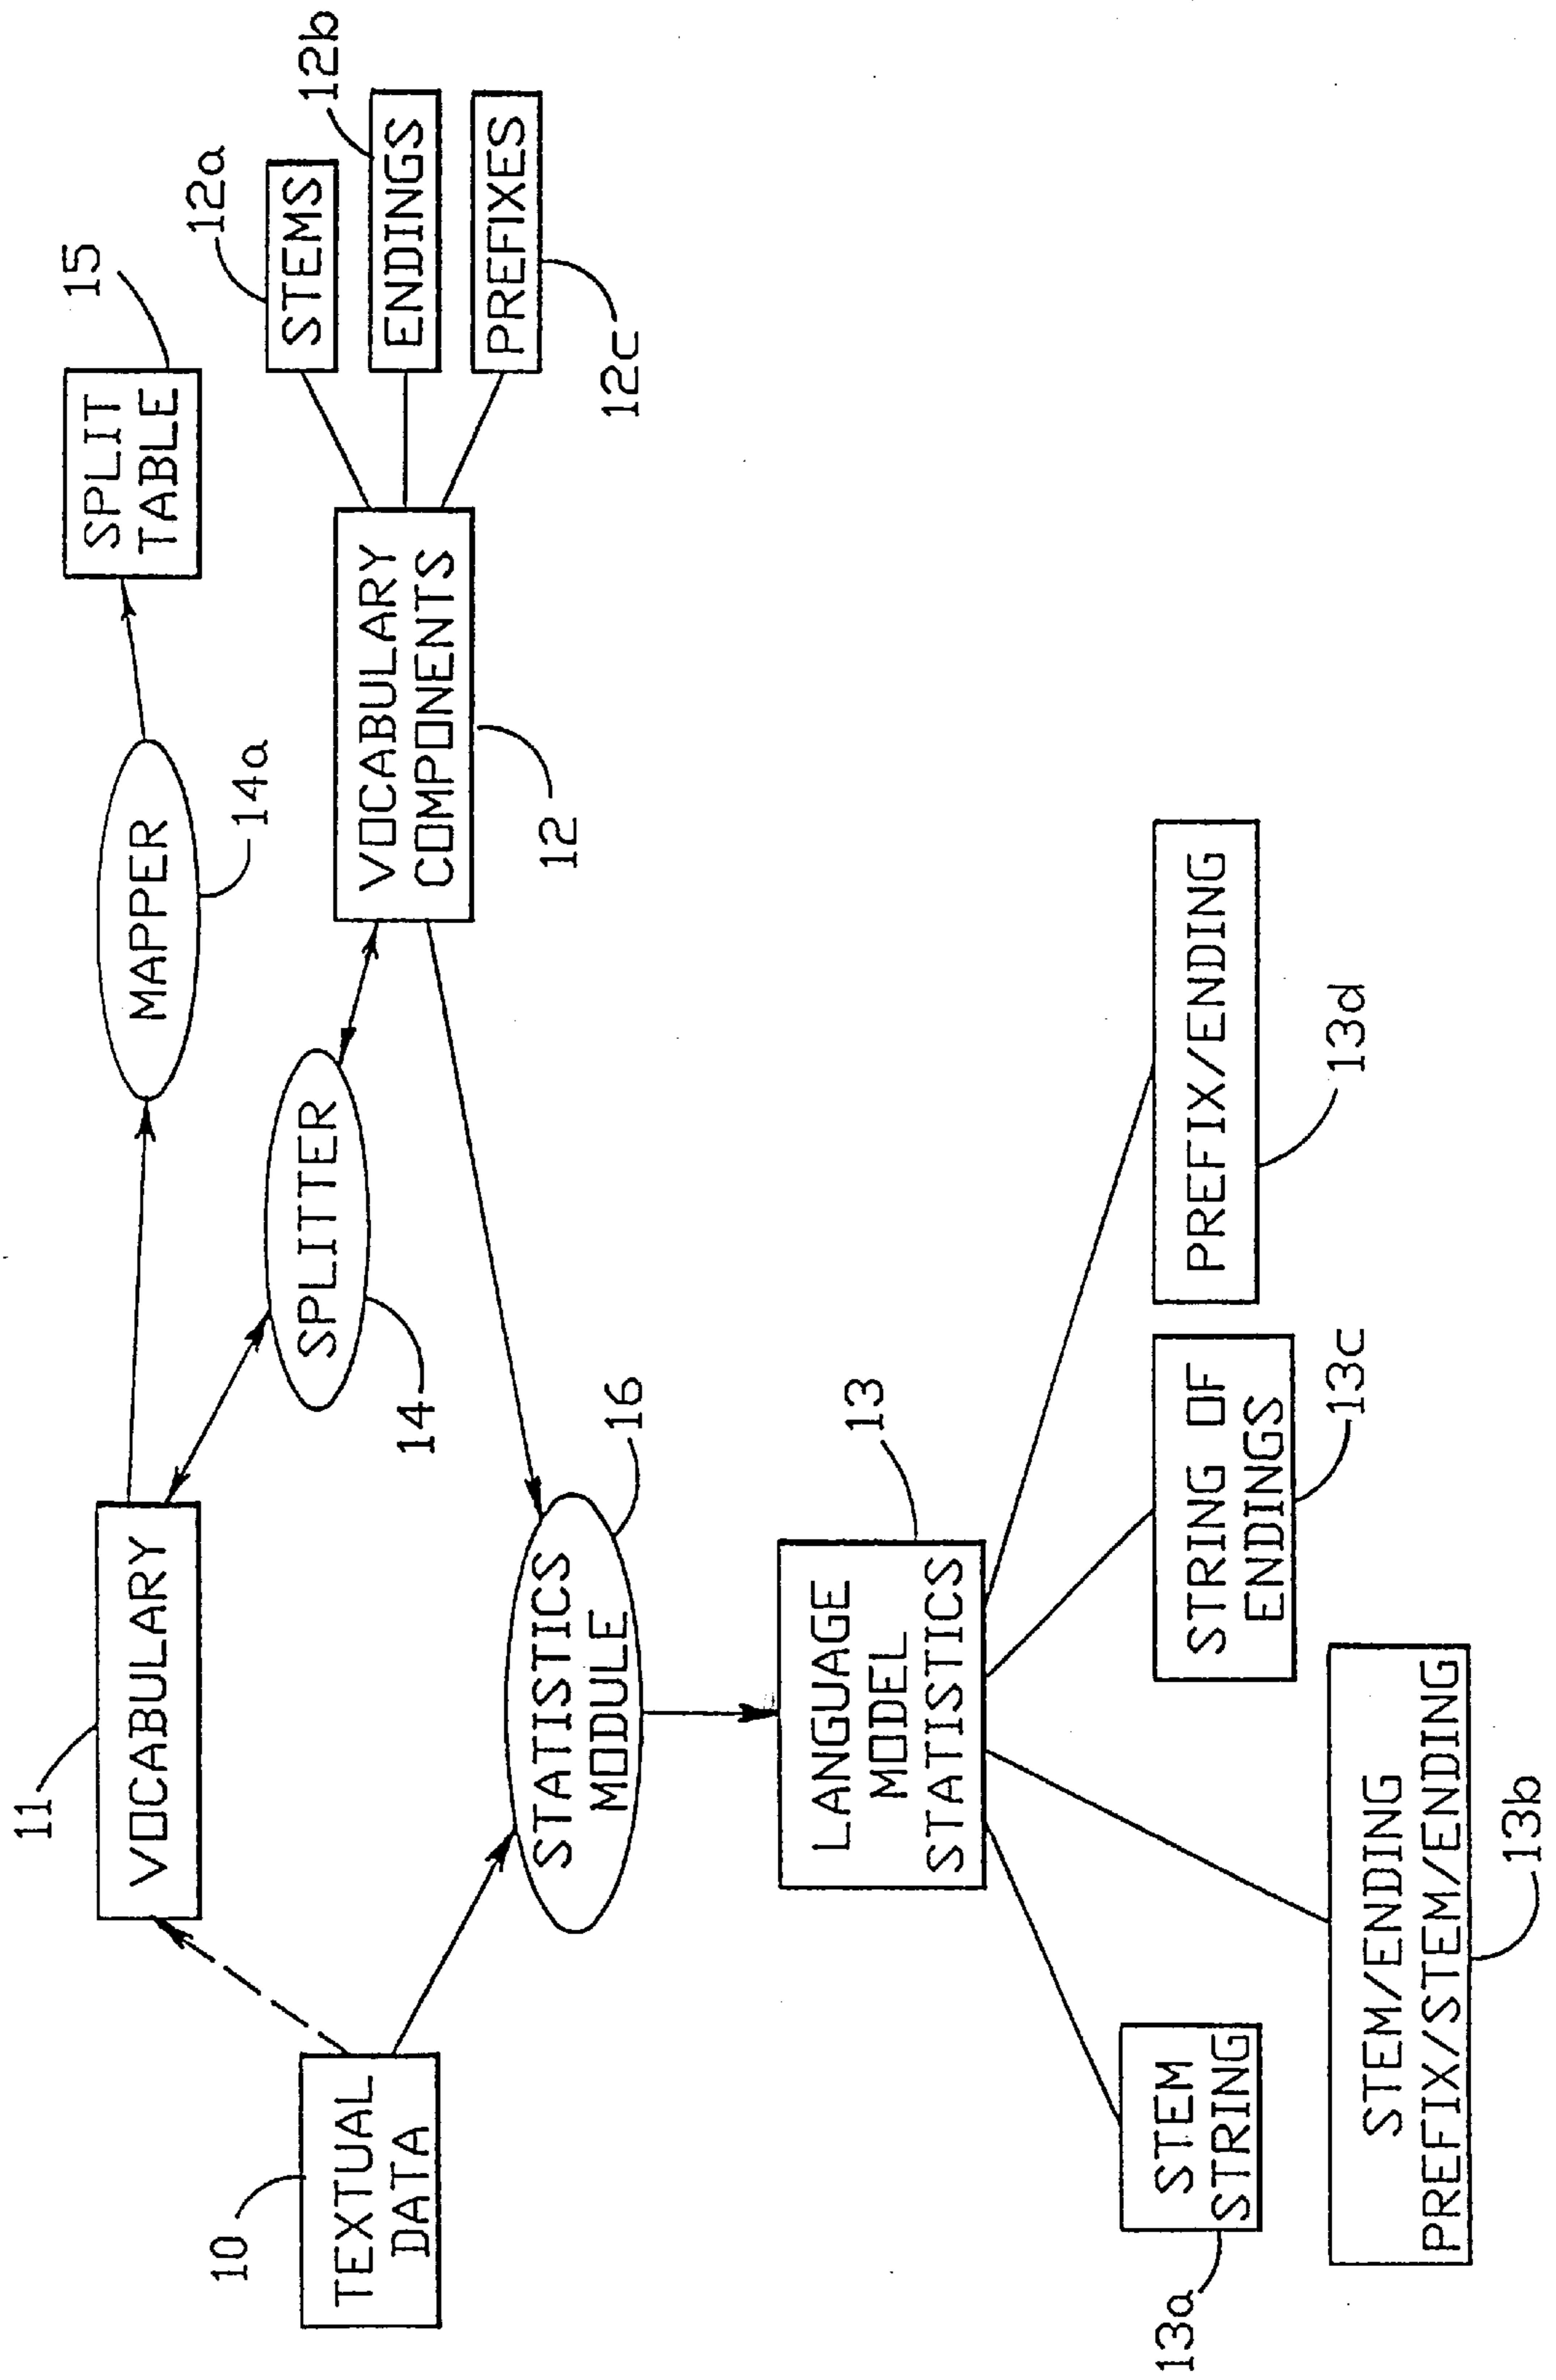 10
TEXTUAL
DATA
11
VOCABULARY
MAPPER
14a
SPLIT
TABLE
15
SPLITTER
14
VOCABULARY
COMPONENTS
12
STEMS
12a
ENDINGS
12b
PREFIXES
12c
STATISTICS
MODULE
16
LANGUAGE
MODEL
STATISTICS
13
STEM
STRING
13a
STEM/ENDING
PREFIX/STEM/ENDING
13b
STRING OF
ENDINGS
13c
PREFIX/ENDING
13d